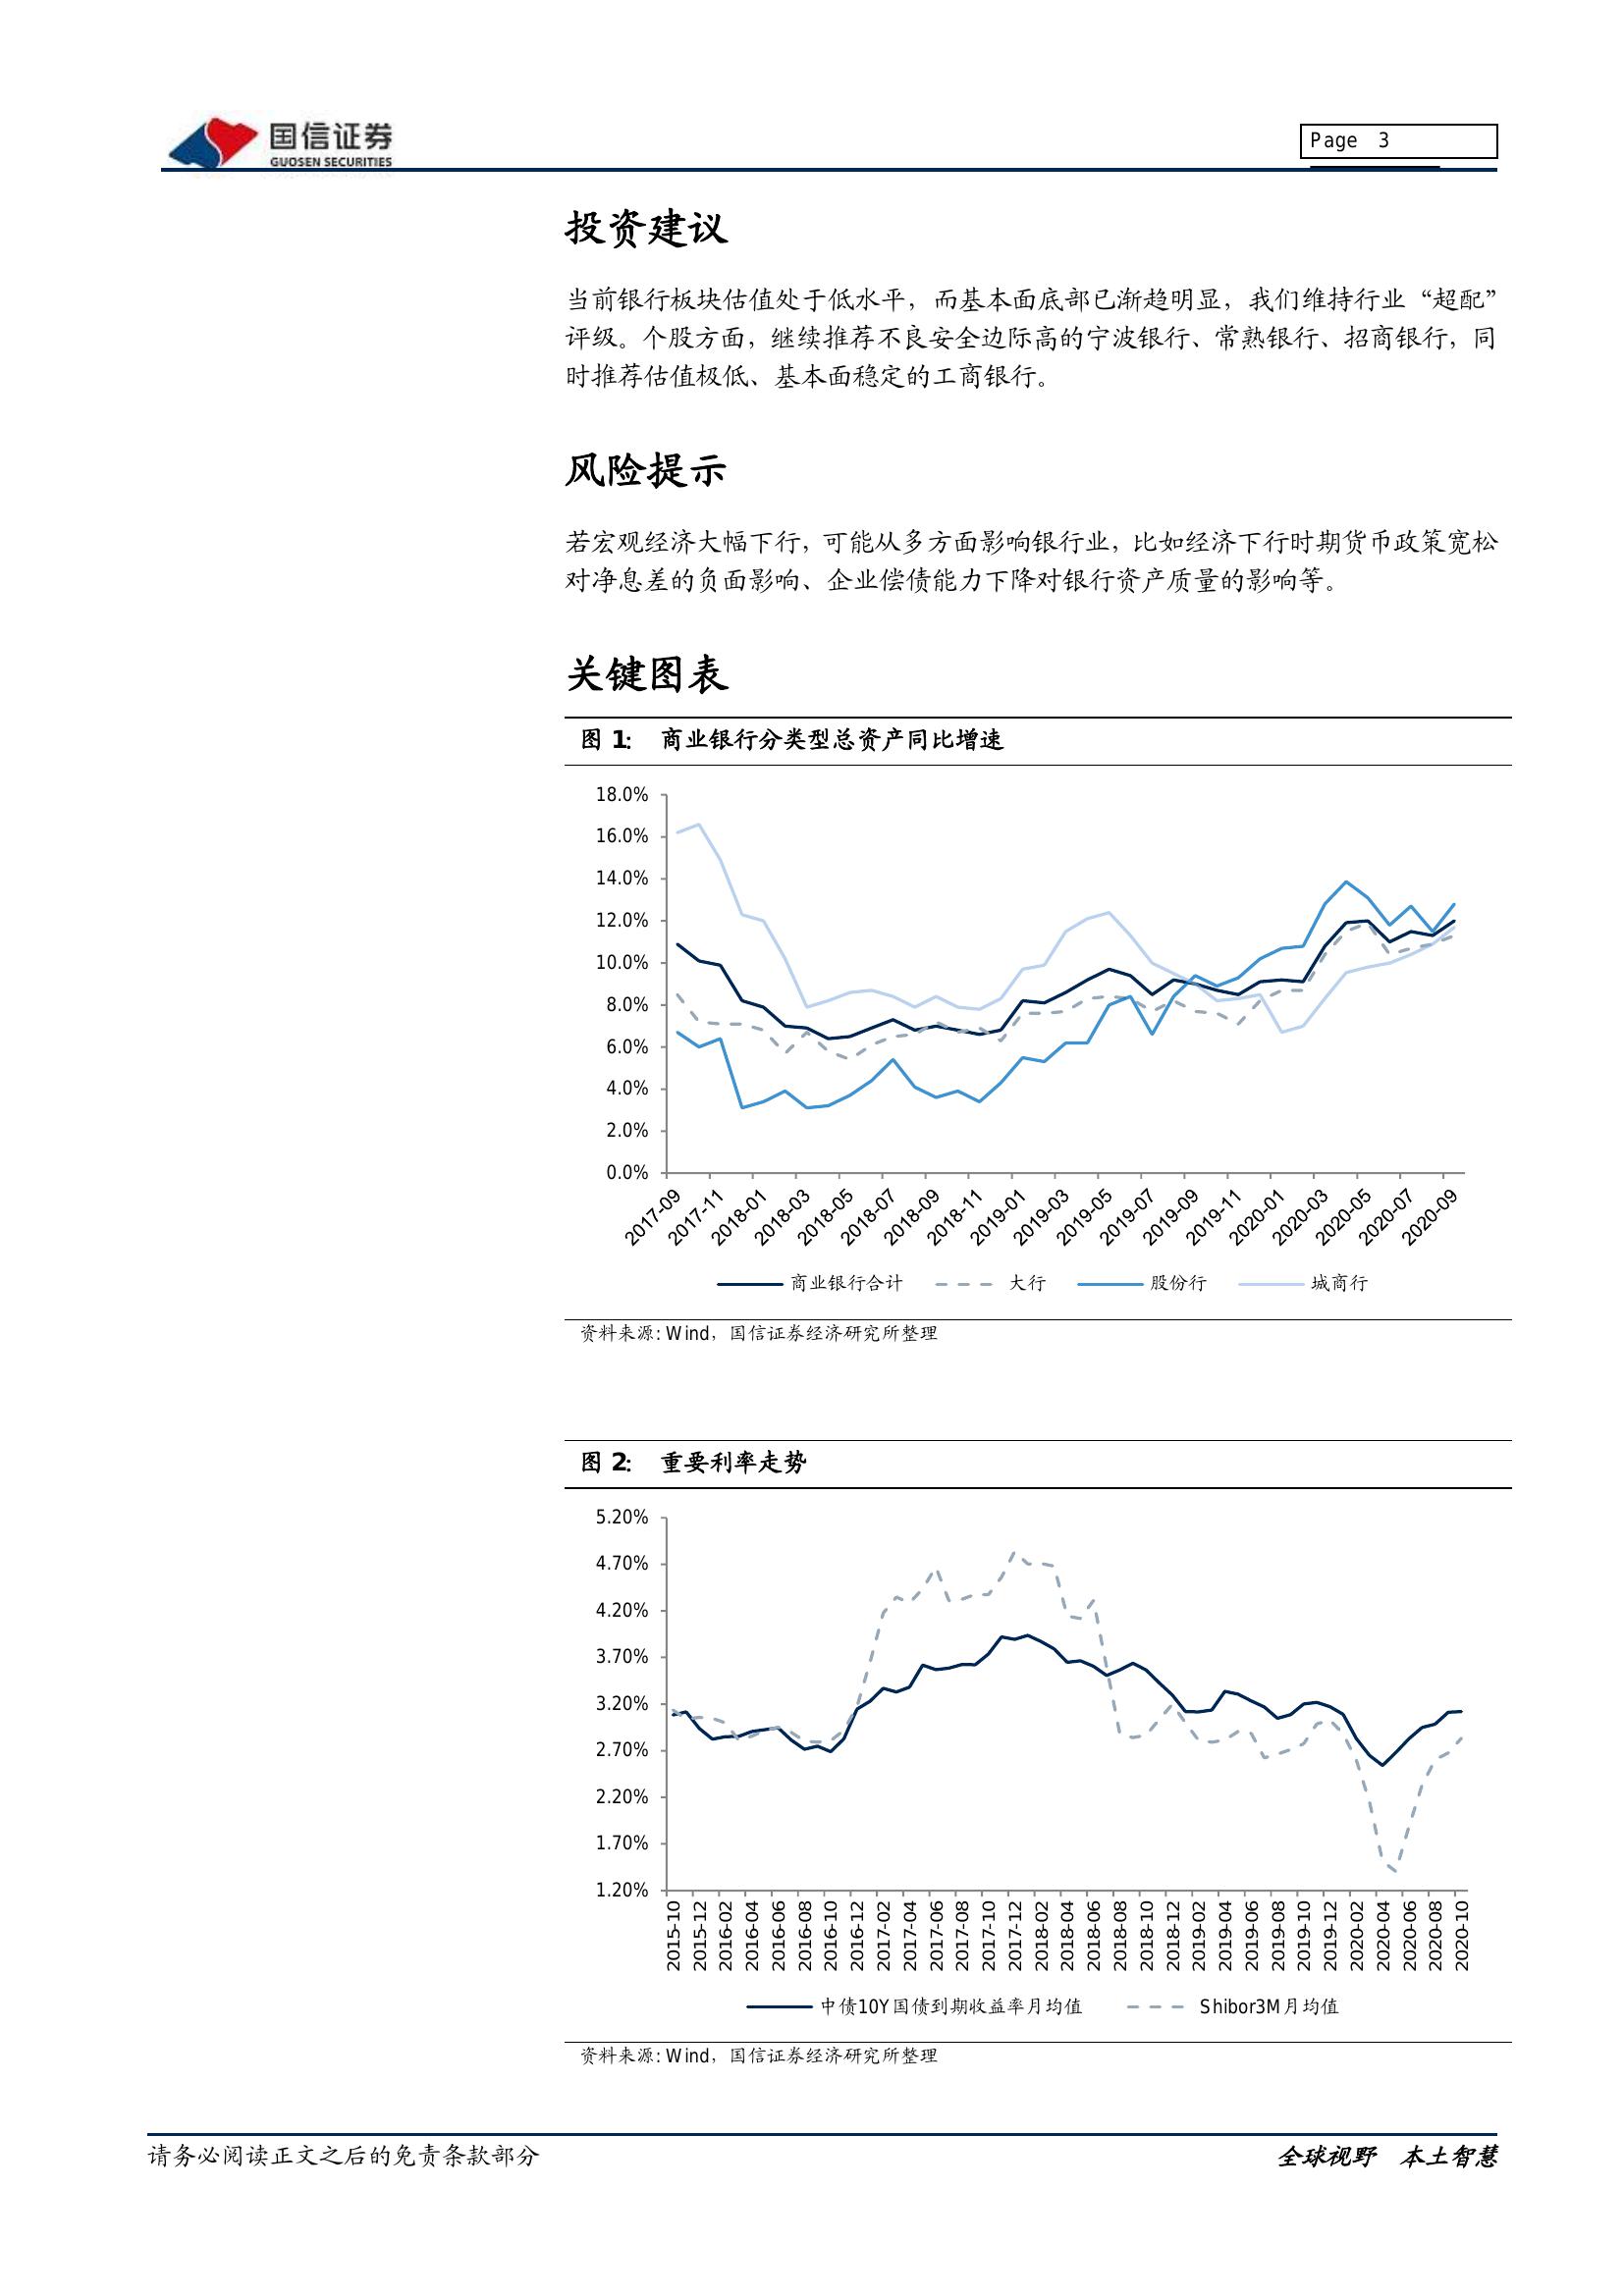 国信证券
GUOSEN SECURITIES
Page 3
投资建议
当前银行板块估值处于低水平，而基本面底部已渐趋明显，我们维持行业“超配”
评级。个股方面，继续推荐不良安全边际高的宁波银行、常熟银行、招商银行，同
时推荐估值极低、基本面稳定的工商银行。
风险提示
若宏观经济大幅下行，可能从多方面影响银行业，比如经济下行时期货币政策宽松
对净息差的负面影响、企业偿债能力下降对银行资产质量的影响等。
关键图表
图 1： 商业银行分类型总资产同比增速
18.0%
16.0%
14.0%
12.0%
10.0%
8.0%
6.0%
4.0%
2.0%
0.0%
2017-09 2017-11 2018-01 2018-03 2018-05 2018-07 2018-09 2018-11 2019-01 2019-03 2019-05 2019-07 2019-09 2019-11 2020-01 2020-03 2020-05 2020-07 2020-09
商业银行合计 大行 股份行 城商行
资料来源: Wind，国信证券经济研究所整理
图 2： 重要利率走势
5.20%
4.70%
4.20%
3.70%
3.20%
2.70%
2.20%
1.70%
1.20%
2015-10 2015-12 2016-02 2016-04 2016-06 2016-08 2016-10 2016-12 2017-02 2017-04 2017-06 2017-08 2017-10 2017-12 2018-02 2018-04 2018-06 2018-08 2018-10 2018-12 2019-02 2019-04 2019-06 2019-08 2019-10 2019-12 2020-02 2020-04 2020-06 2020-08 2020-10
中债10Y国债到期收益率月均值 Shibor3M月均值
资料来源: Wind，国信证券经济研究所整理
请务必阅读正文之后的免责条款部分
全球视野 本土智慧